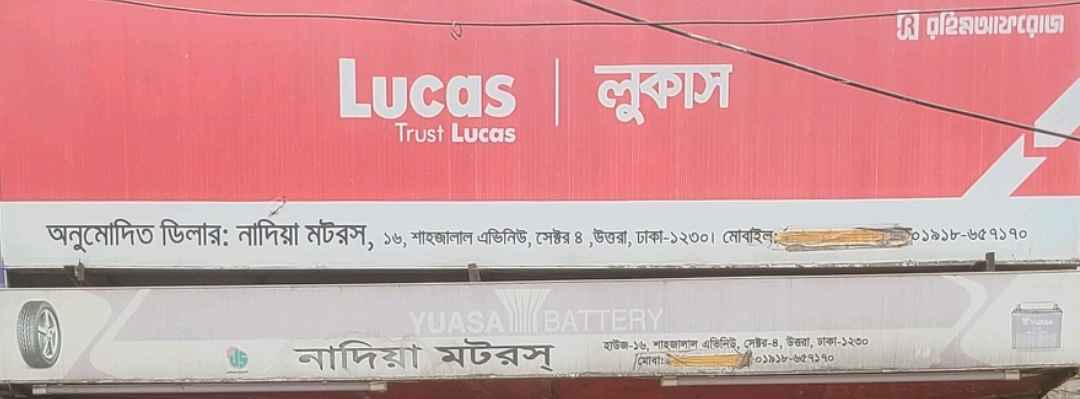 রহিমআফরোজ
Lucas | লুকাস
Trust Lucas
অনুমোদিত ডিলার: নাদিয়া মটরস, ১৬, শাহজালাল এভিনিউ, সেক্টর ৪ ,উত্তরা, ঢাকা-১২৩০। মোবাইল: ০১৯১৮-৬৫৭১৭০
YUASA BATTERY
YUASA
নাদিয়া মটরস্
হাউজ-১৬, শাহজালাল এভিনিউ, সেক্টর-৪, উত্তরা, ঢাকা-১২৩০
মোবা: ০১৯১৮-৬৫৭১৭০